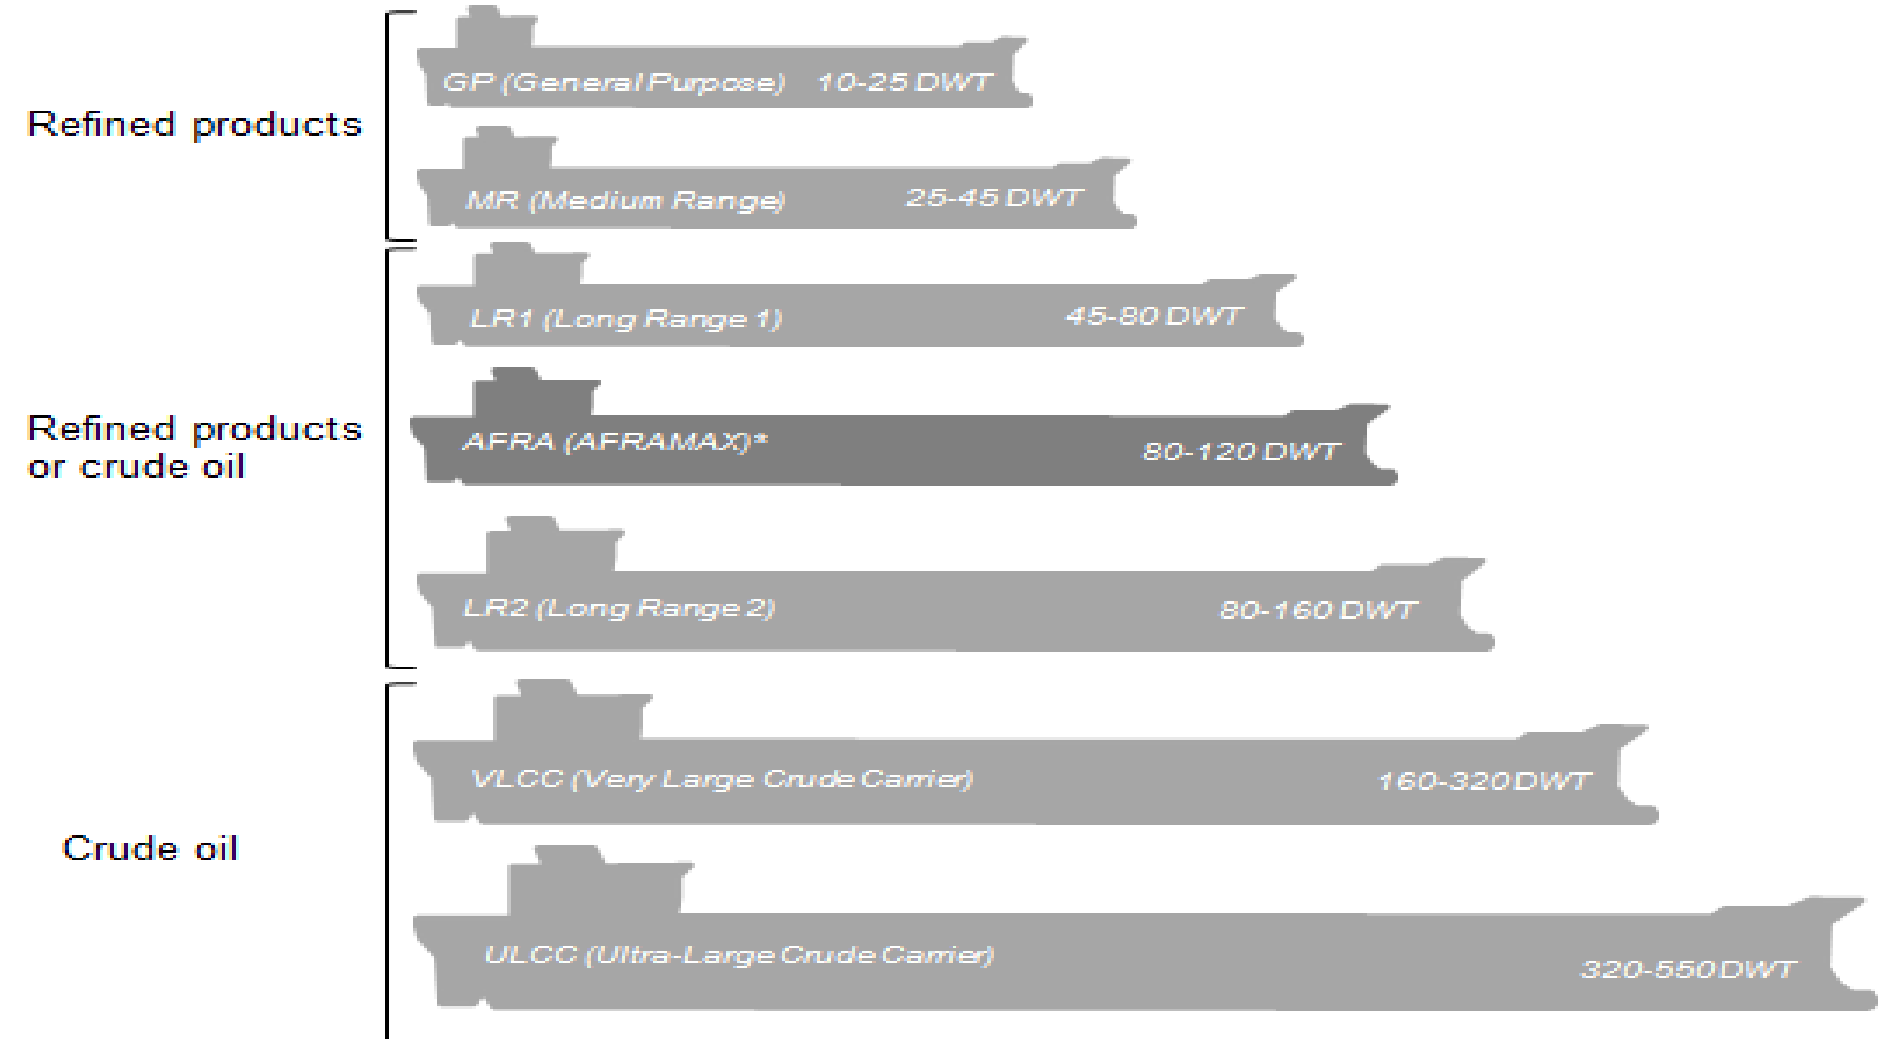 GP (General Purpose) 10-25 DWT
Refined products
MR (Medium Range) 25-45 DWT
LR1 (Long Range 1) 45-80 DWT
Refined products
or crude oil
AFRA (AFRAMAX)* 80-120 DWT
LR2 (Long Range 2) 80-160 DWT
VLCC (Very Large Crude Carrier) 160-320 DWT
Crude oil
ULCC (Ultra-Large Crude Carrier) 320-550 DWT